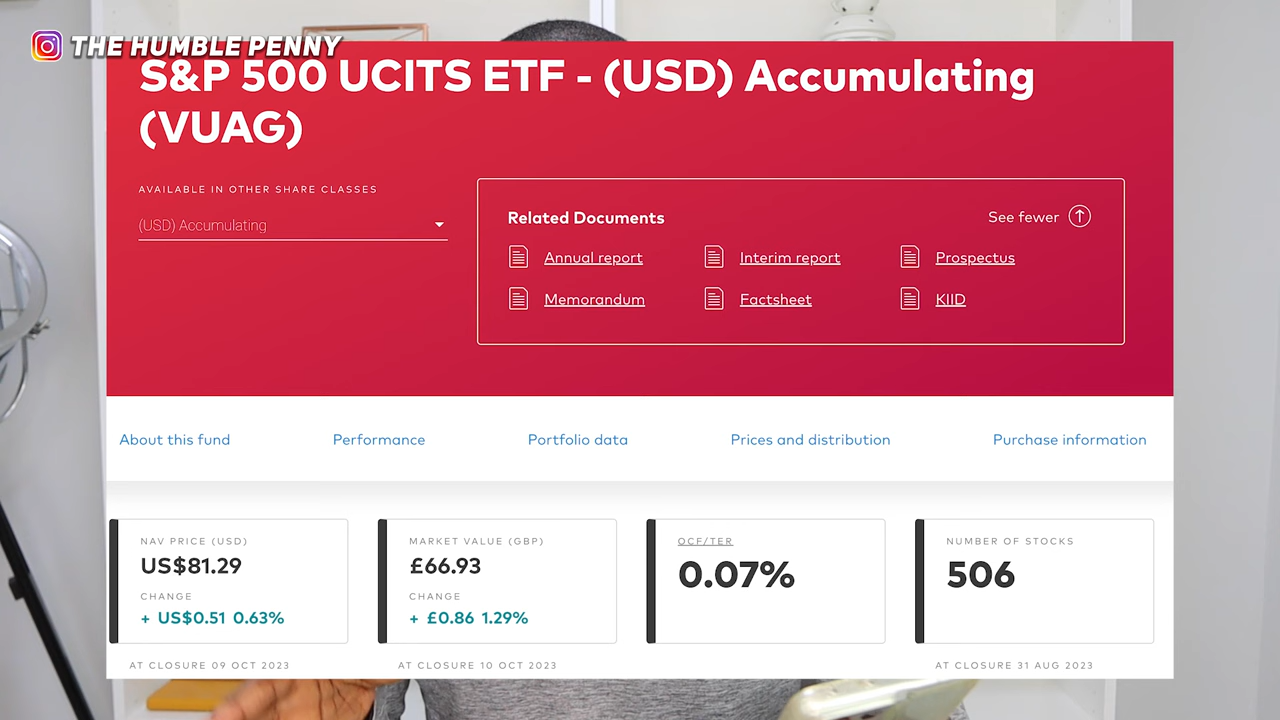 THE HUMBLE PENNY
S&P 500 UCITS ETF - (USD) Accumulating
(VUAG)
AVAILABLE IN OTHER SHARE CLASSES
(USD) Accumulating
Related Documents
See fewer
Annual report
Interim report
Prospectus
Memorandum
Factsheet
KIID
About this fund
Performance
Portfolio data
Prices and distribution
Purchase information
NAV PRICE (USD)
US$81.29
CHANGE
+ US$0.51 0.63%
AT CLOSURE 09 OCT 2023
MARKET VALUE (GBP)
£66.93
CHANGE
+ £0.86 1.29%
AT CLOSURE 10 OCT 2023
OCF/TER
0.07%
NUMBER OF STOCKS
506
AT CLOSURE 31 AUG 2023